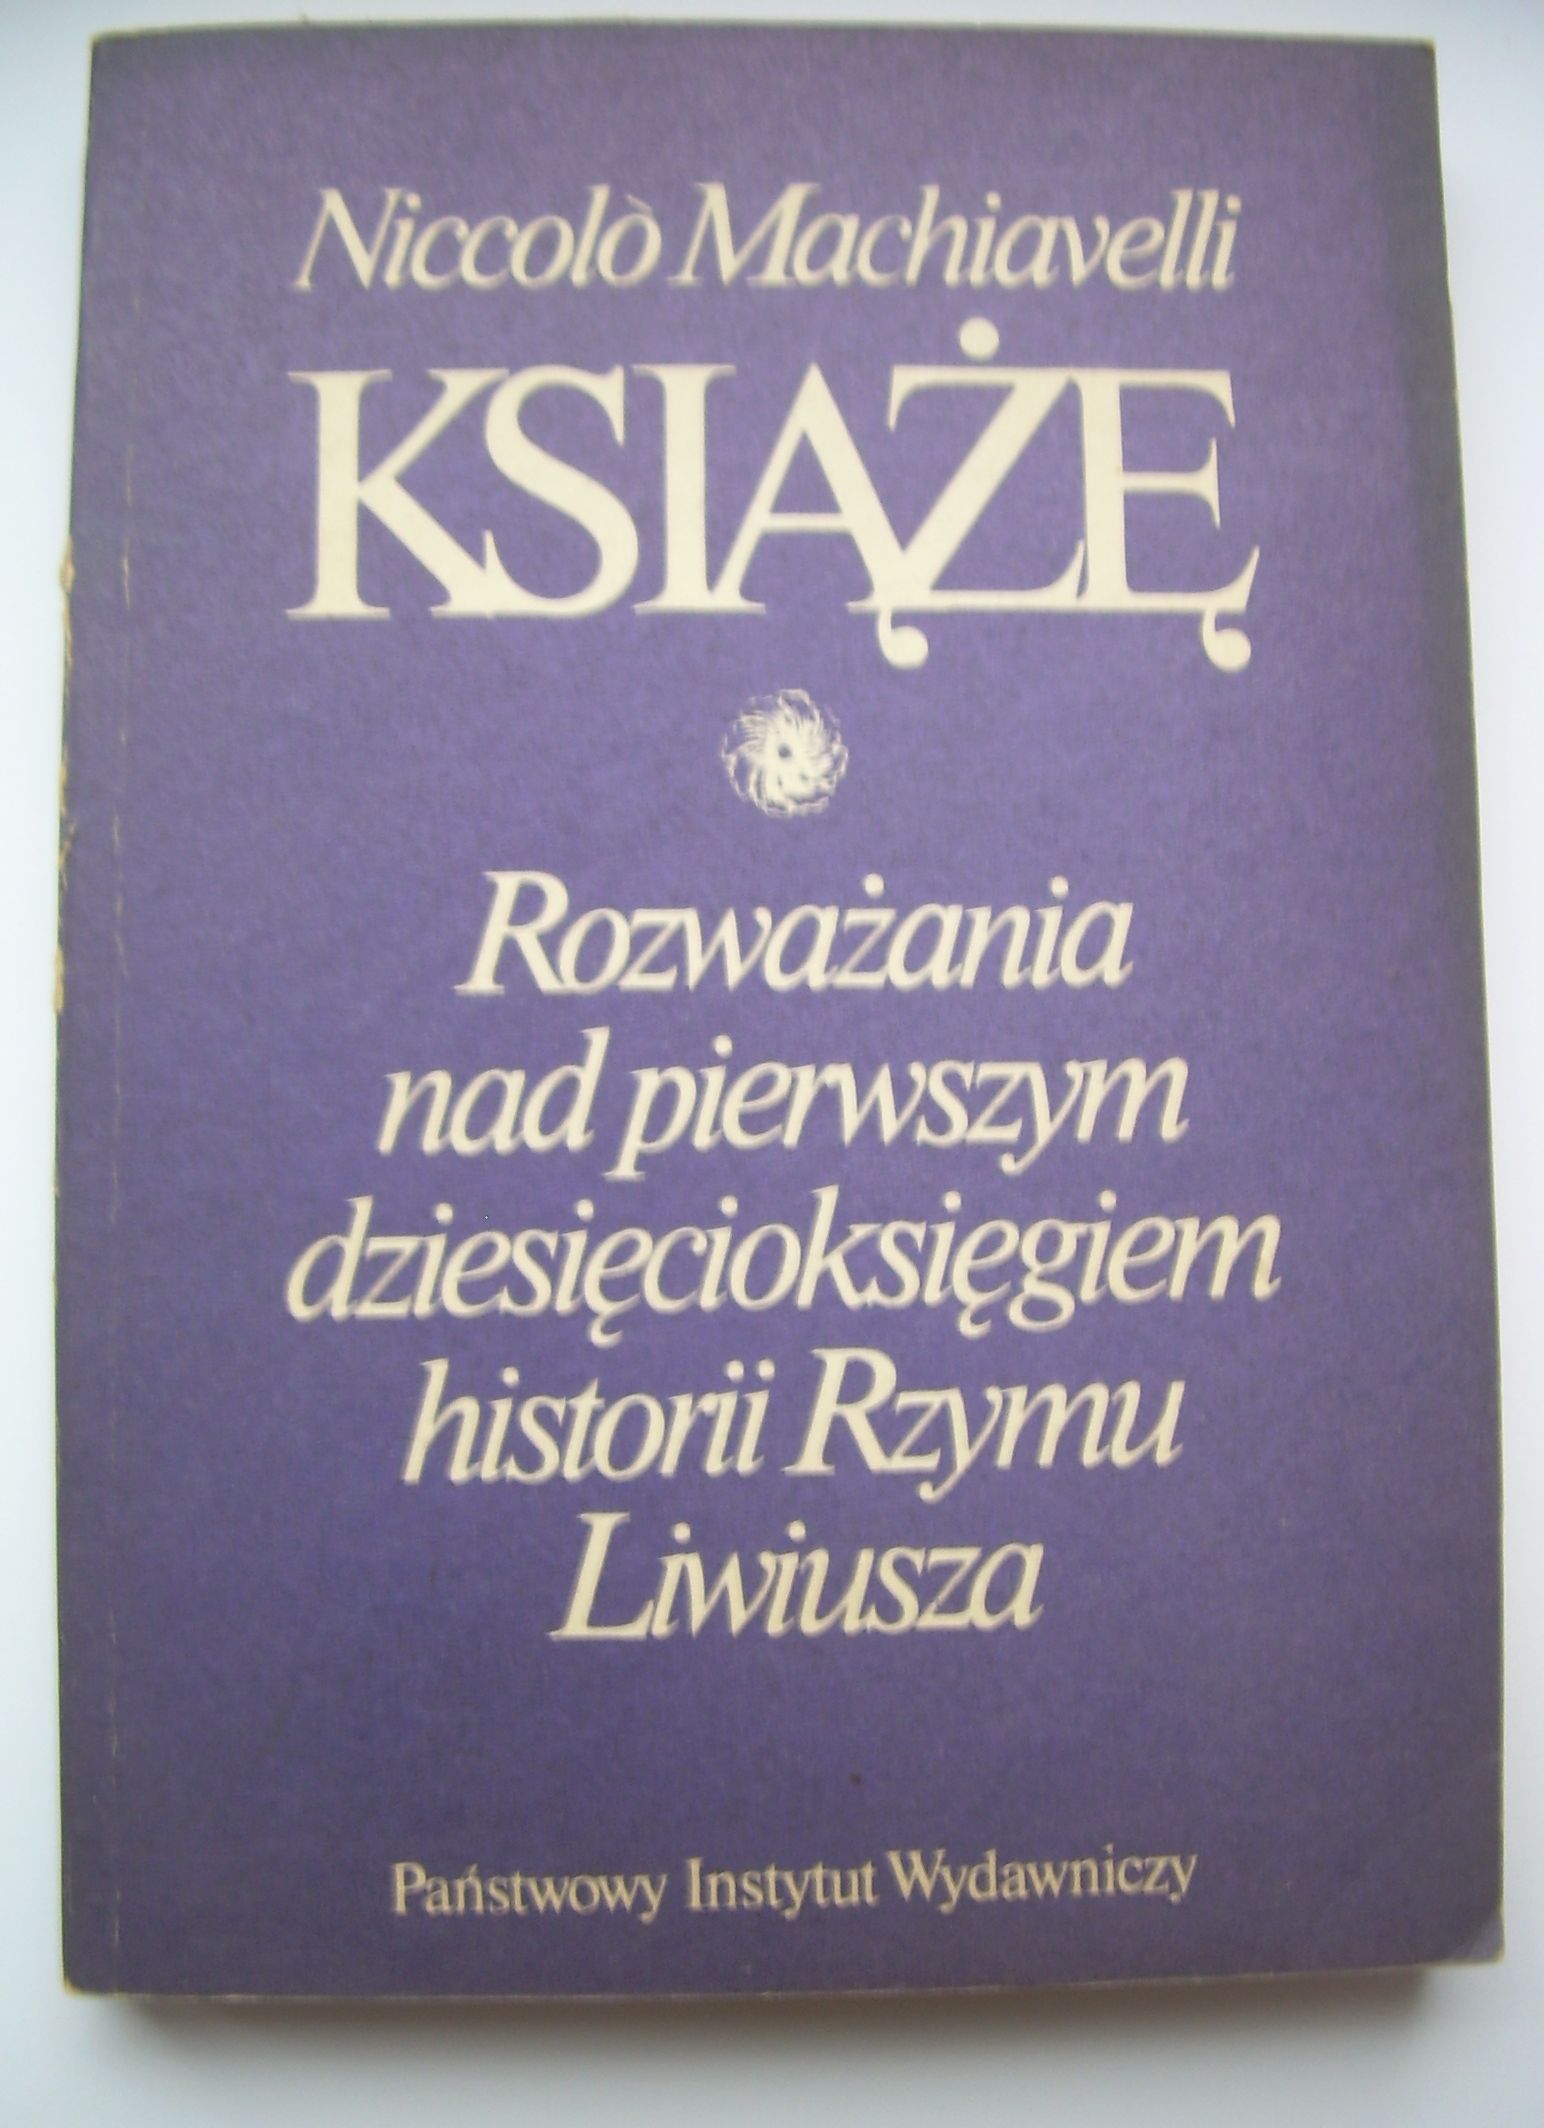 Niccolò Machiavelli
KSIĄŻĘ
Rozważania
nad pierwszym
dziesięcioksięgiem
historii Rzymu
Liwiusza
Państwowy Instytut Wydawniczy